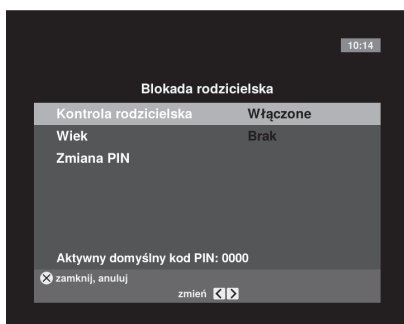 10:14
Blokada rodzicielska
Kontrola rodzicielska Włączone
Wiek Brak
Zmiana PIN
Aktywny domyślny kod PIN: 0000
zamknij, anuluj
zmień